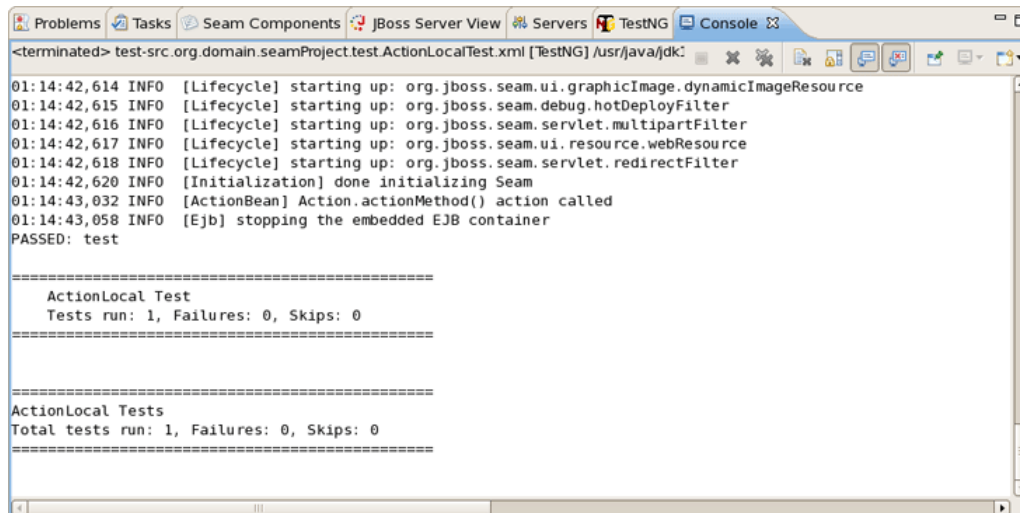 Problems Tasks Seam Components JBoss Server View Servers TestNG Console
<terminated> test-src.org.domain.seamProject.test.ActionLocalTest.xml [TestNG] /usr/java/jdk
01:14:42,614 INFO  [Lifecycle] starting up: org.jboss.seam.ui.graphicImage.dynamicImageResource
01:14:42,615 INFO  [Lifecycle] starting up: org.jboss.seam.debug.hotDeployFilter
01:14:42,616 INFO  [Lifecycle] starting up: org.jboss.seam.servlet.multipartFilter
01:14:42,617 INFO  [Lifecycle] starting up: org.jboss.seam.ui.resource.webResource
01:14:42,618 INFO  [Lifecycle] starting up: org.jboss.seam.servlet.redirectFilter
01:14:42,620 INFO  [Initialization] done initializing Seam
01:14:43,032 INFO  [ActionBean] Action.actionMethod() action called
01:14:43,058 INFO  [Ejb] stopping the embedded EJB container
PASSED: test
===============================================
ActionLocal Test
Tests run: 1, Failures: 0, Skips: 0
===============================================
===============================================
ActionLocal Tests
Total tests run: 1, Failures: 0, Skips: 0
===============================================